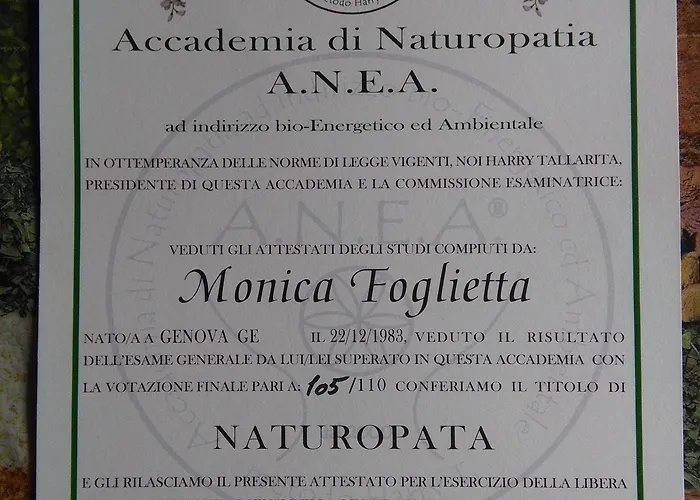 etodo Harry
Accademia di Naturopatia
A.N.E.A.
ad indirizzo bio-Energetico ed Ambientale
IN OTTEMPERANZA DELLE NORME DI LEGGE VIGENTI, NOI HARRY TALLARITA,
PRESIDENTE DI QUESTA ACCADEMIA E LA COMMISSIONE ESAMINATRICE:
A.N.E.A.®
VEDUTI GLI ATTESTATI DEGLI STUDI COMPIUTI DA:
Monica Foglietta
NATO/A A GENOVA GE IL 22/12/1983, VEDUTO IL RISULTATO
DELL'ESAME GENERALE DA LUI/LEI SUPERATO IN QUESTA ACCADEMIA CON
LA VOTAZIONE FINALE PARI A: 105/110 CONFERIAMO IL TITOLO DI
NATUROPATA
E GLI RILASCIAMO IL PRESENTE ATTESTATO PER L'ESERCIZIO DELLA LIBERA